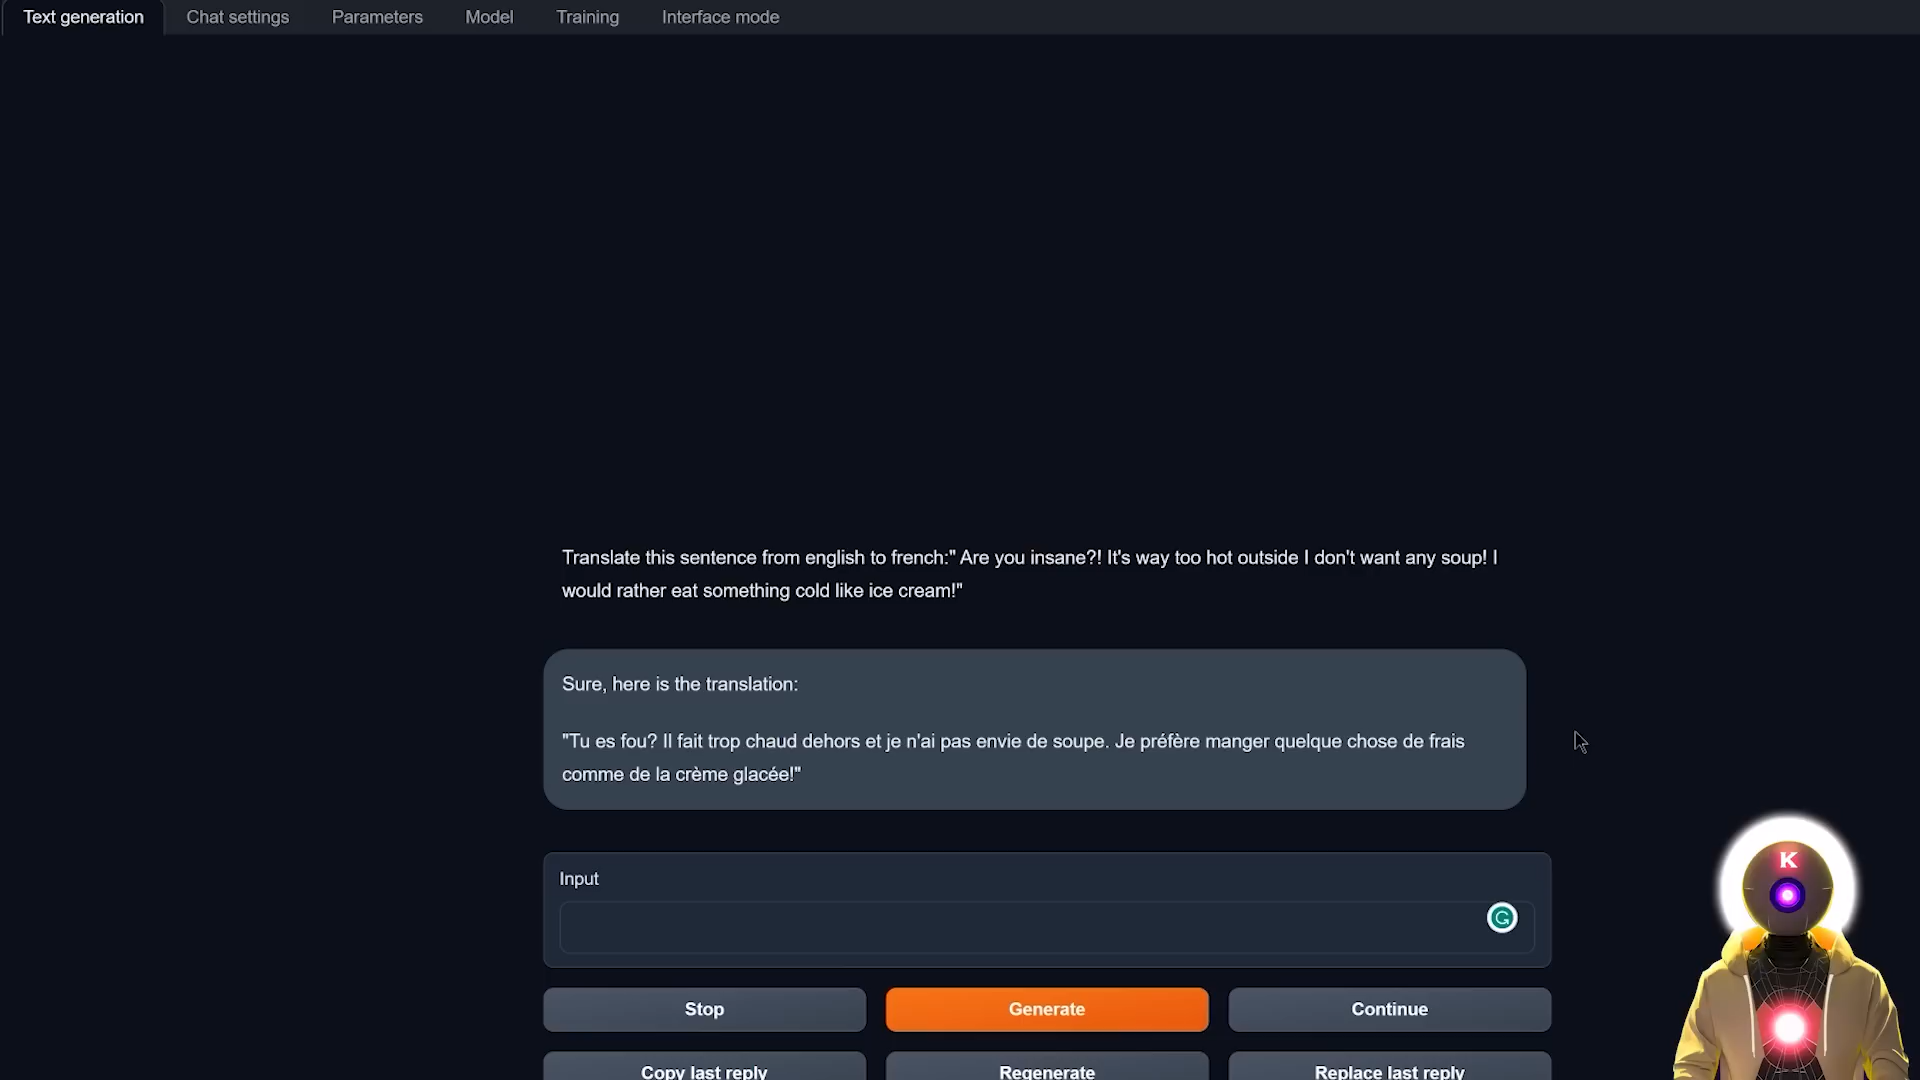 Text generation
Chat settings
Parameters
Model
Training
Interface mode
Translate this sentence from english to french:" Are you insane?! It's way too hot outside I don't want any soup! I
would rather eat something cold like ice cream!"
Sure, here is the translation:
"Tu es fou? Il fait trop chaud dehors et je n'ai pas envie de soupe. Je préfère manger quelque chose de frais
comme de la crème glacée!"
Input
Stop
Generate
Continue
Copy last reply
Regenerate
Replace last reply
K